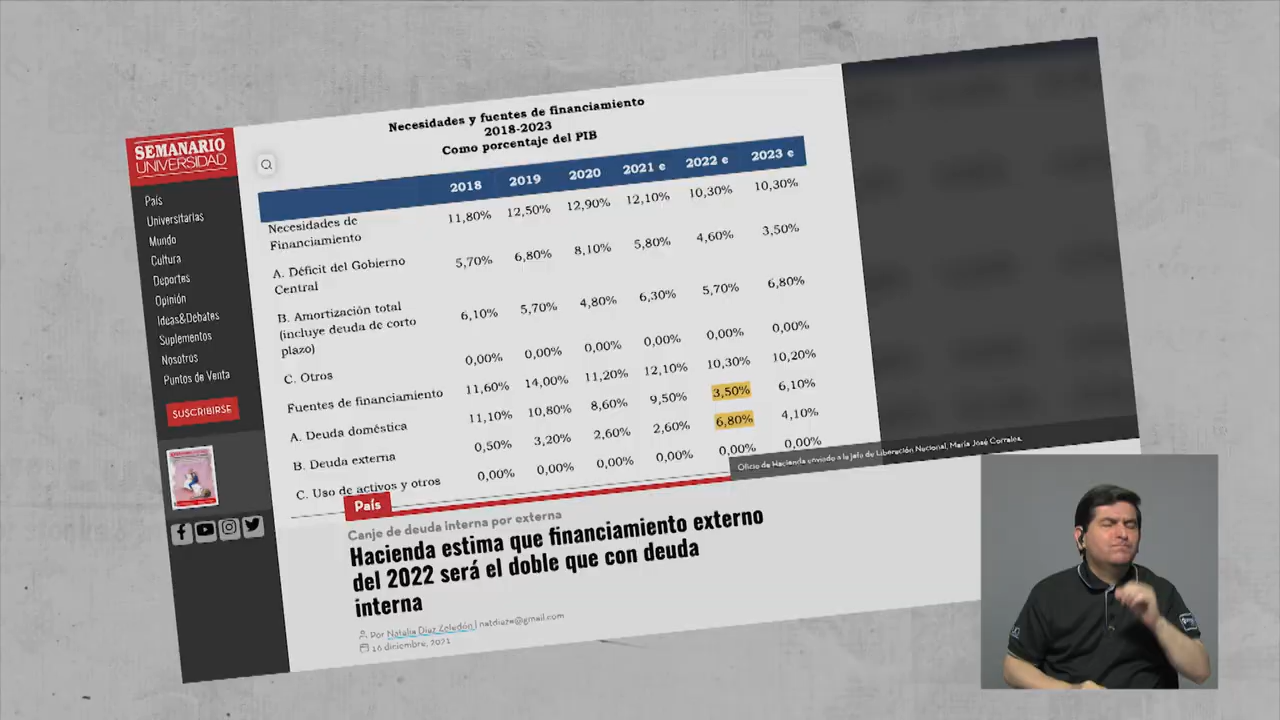 SEMANARIO
UNIVERSIDAD
País
Universitarias
Mundo
Cultura
Deportes
Opinión
Ideas&Debates
Suplementos
Nosotros
Puntos de Venta
SUSCRIBIRSE
Necesidades y fuentes de financiamiento
2018-2023
Como porcentaje del PIB
2018 2019 2020 2021 e 2022 e 2023 e
Necesidades de
Financiamiento 11,80% 12,50% 12,90% 12,10% 10,30% 10,30%
A. Déficit del Gobierno
Central 5,70% 6,80% 8,10% 5,80% 4,60% 3,50%
B. Amortización total
(incluye deuda de corto
plazo) 6,10% 5,70% 4,80% 6,30% 5,70% 6,80%
C. Otros 0,00% 0,00% 0,00% 0,00% 0,00% 0,00%
Fuentes de financiamiento 11,60% 14,00% 11,20% 12,10% 10,30% 10,20%
A. Deuda doméstica 11,10% 10,80% 8,60% 9,50% 3,50% 6,10%
B. Deuda externa 0,50% 3,20% 2,60% 2,60% 6,80% 4,10%
C. Uso de activos y otros 0,00% 0,00% 0,00% 0,00% 0,00% 0,00%
Oficio de Hacienda enviado a la jefa de Liberación Nacional, María José Corrales.
País
Canje de deuda interna por externa
Hacienda estima que financiamiento externo
del 2022 será el doble que con deuda
interna
Por Natalia Díaz Zeledón | natdiaze@gmail.com
16 diciembre, 2021